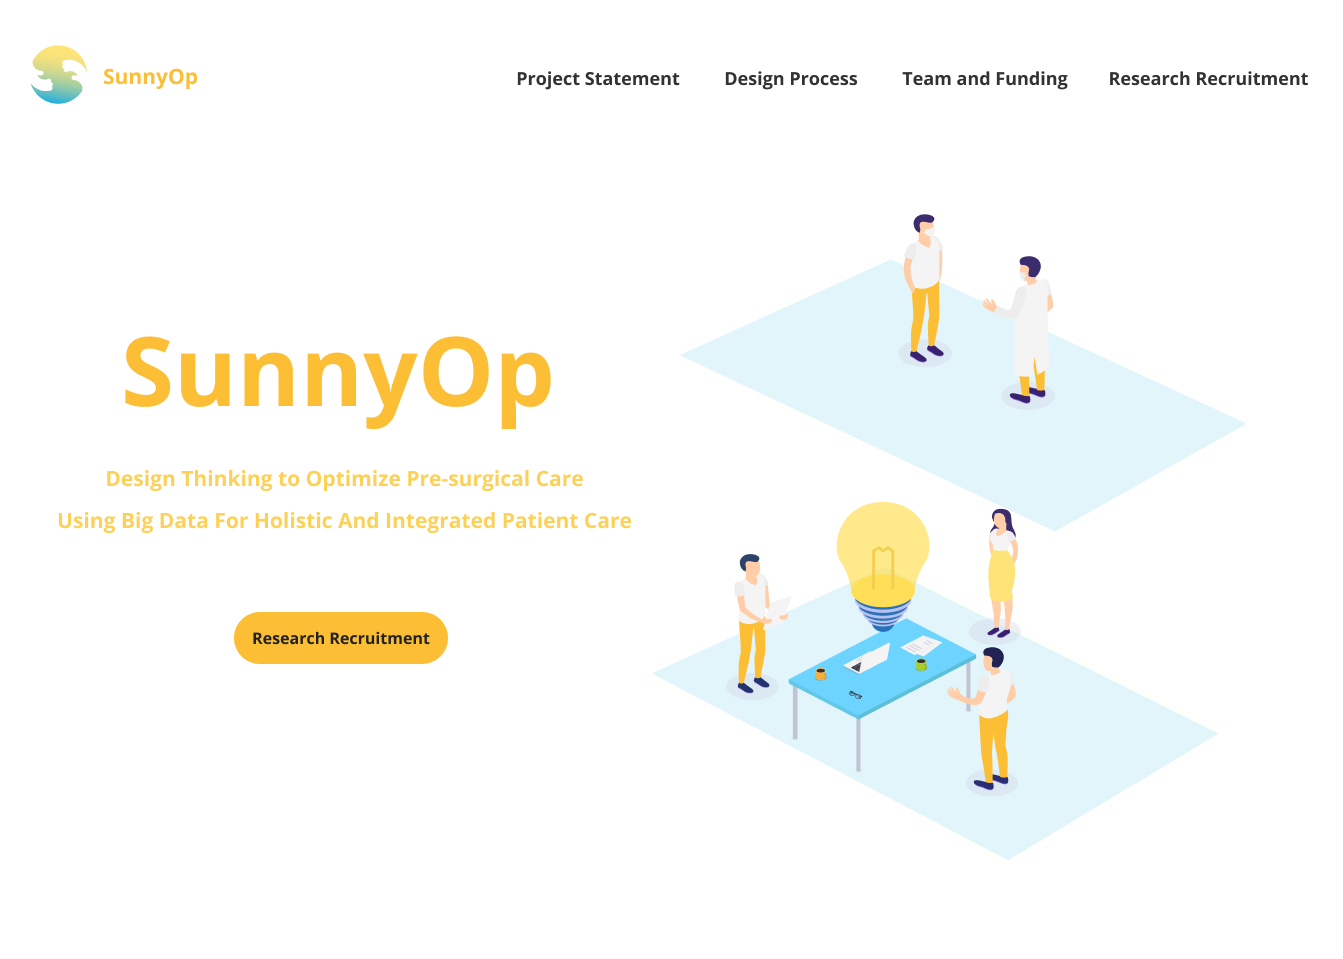 SunnyOp
Project Statement
Design Process
Team and Funding
Research Recruitment
SunnyOp
Design Thinking to Optimize Pre-surgical Care
Using Big Data For Holistic And Integrated Patient Care
Research Recruitment